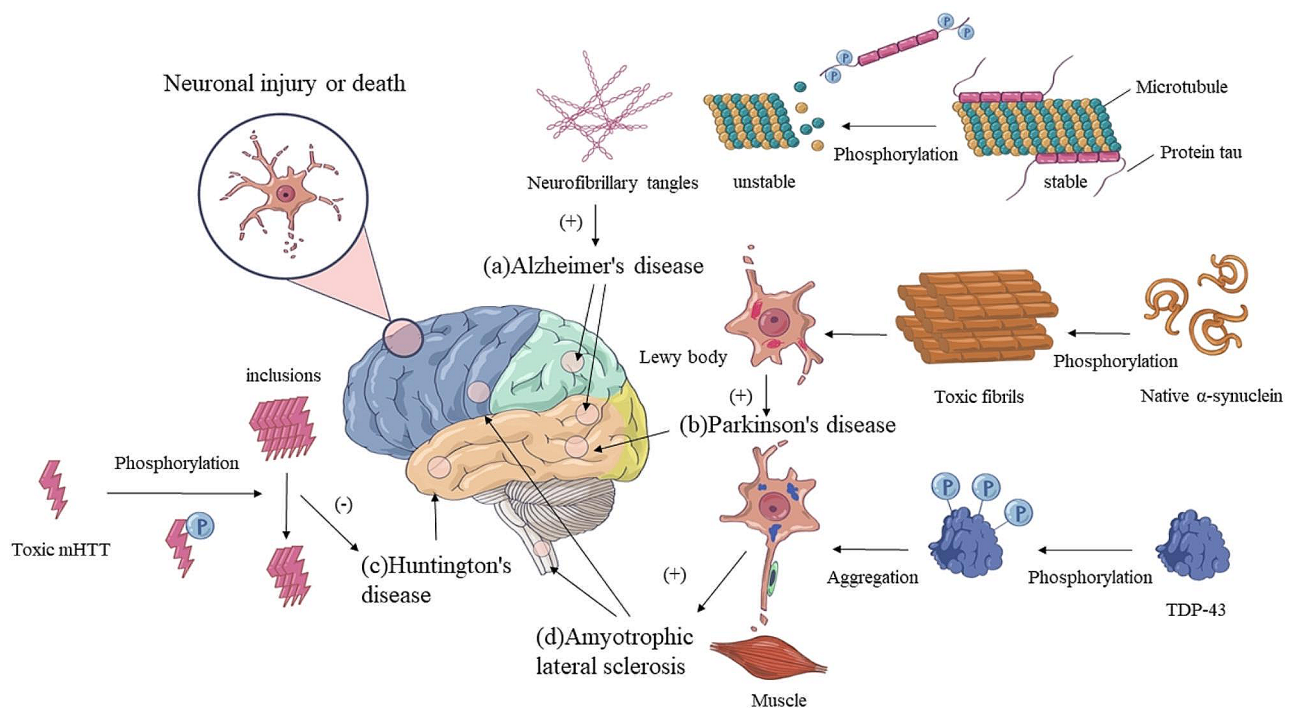 Neuronal injury or death
P
P
P
P
Microtubule
Phosphorylation
Protein tau
Neurofibrillary tangles
unstable
stable
(+)
(a)Alzheimer's disease
Lewy body
Phosphorylation
Toxic fibrils
Native α-synuclein
(+)
(b)Parkinson's disease
inclusions
Phosphorylation
(-)
P
Toxic mHTT
(c)Huntington's
disease
P
P
P
Aggregation
Phosphorylation
TDP-43
(+)
(d)Amyotrophic
lateral sclerosis
Muscle